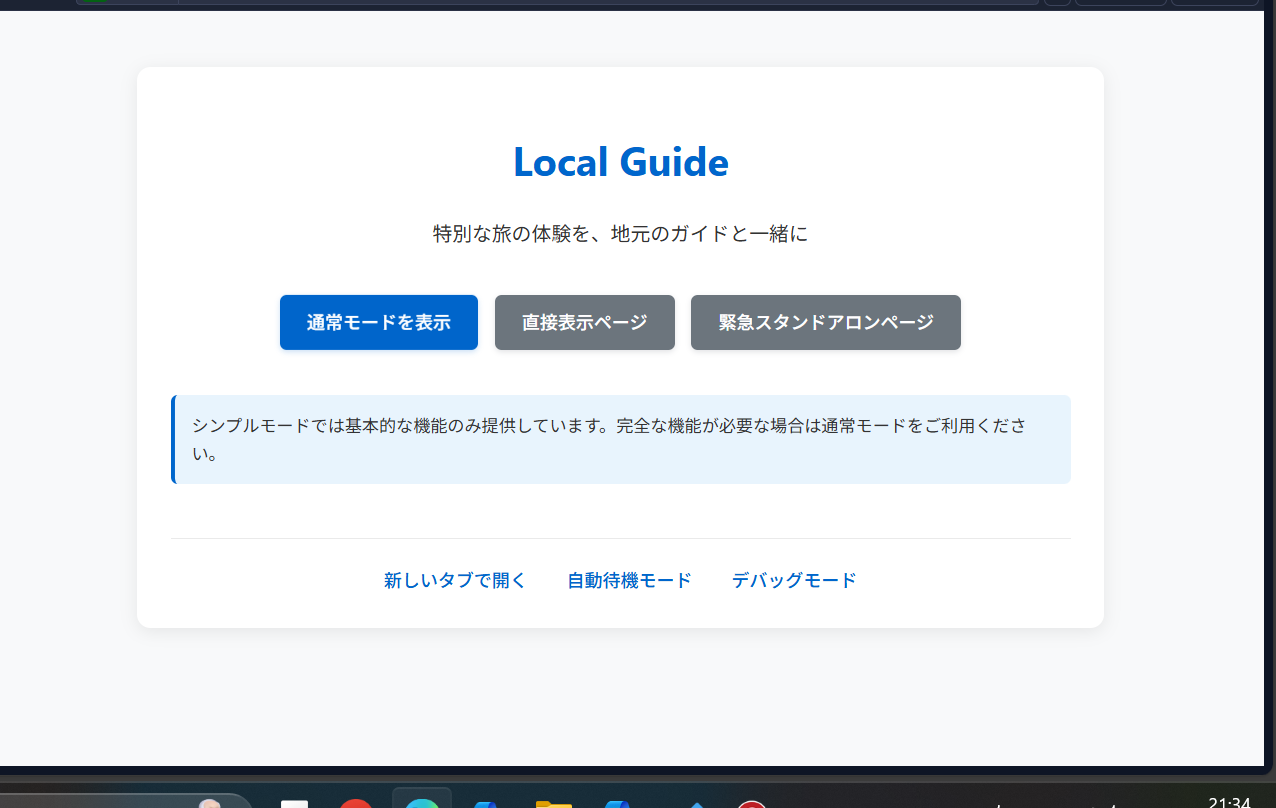 Local Guide
特別な旅の体験を、地元のガイドと一緒に
通常モードを表示
直接表示ページ
緊急スタンドアロンページ
シンプルモードでは基本的な機能のみ提供しています。完全な機能が必要な場合は通常モードをご利用くださ
い。
新しいタブで開く
自動待機モード
デバッグモード
21:34